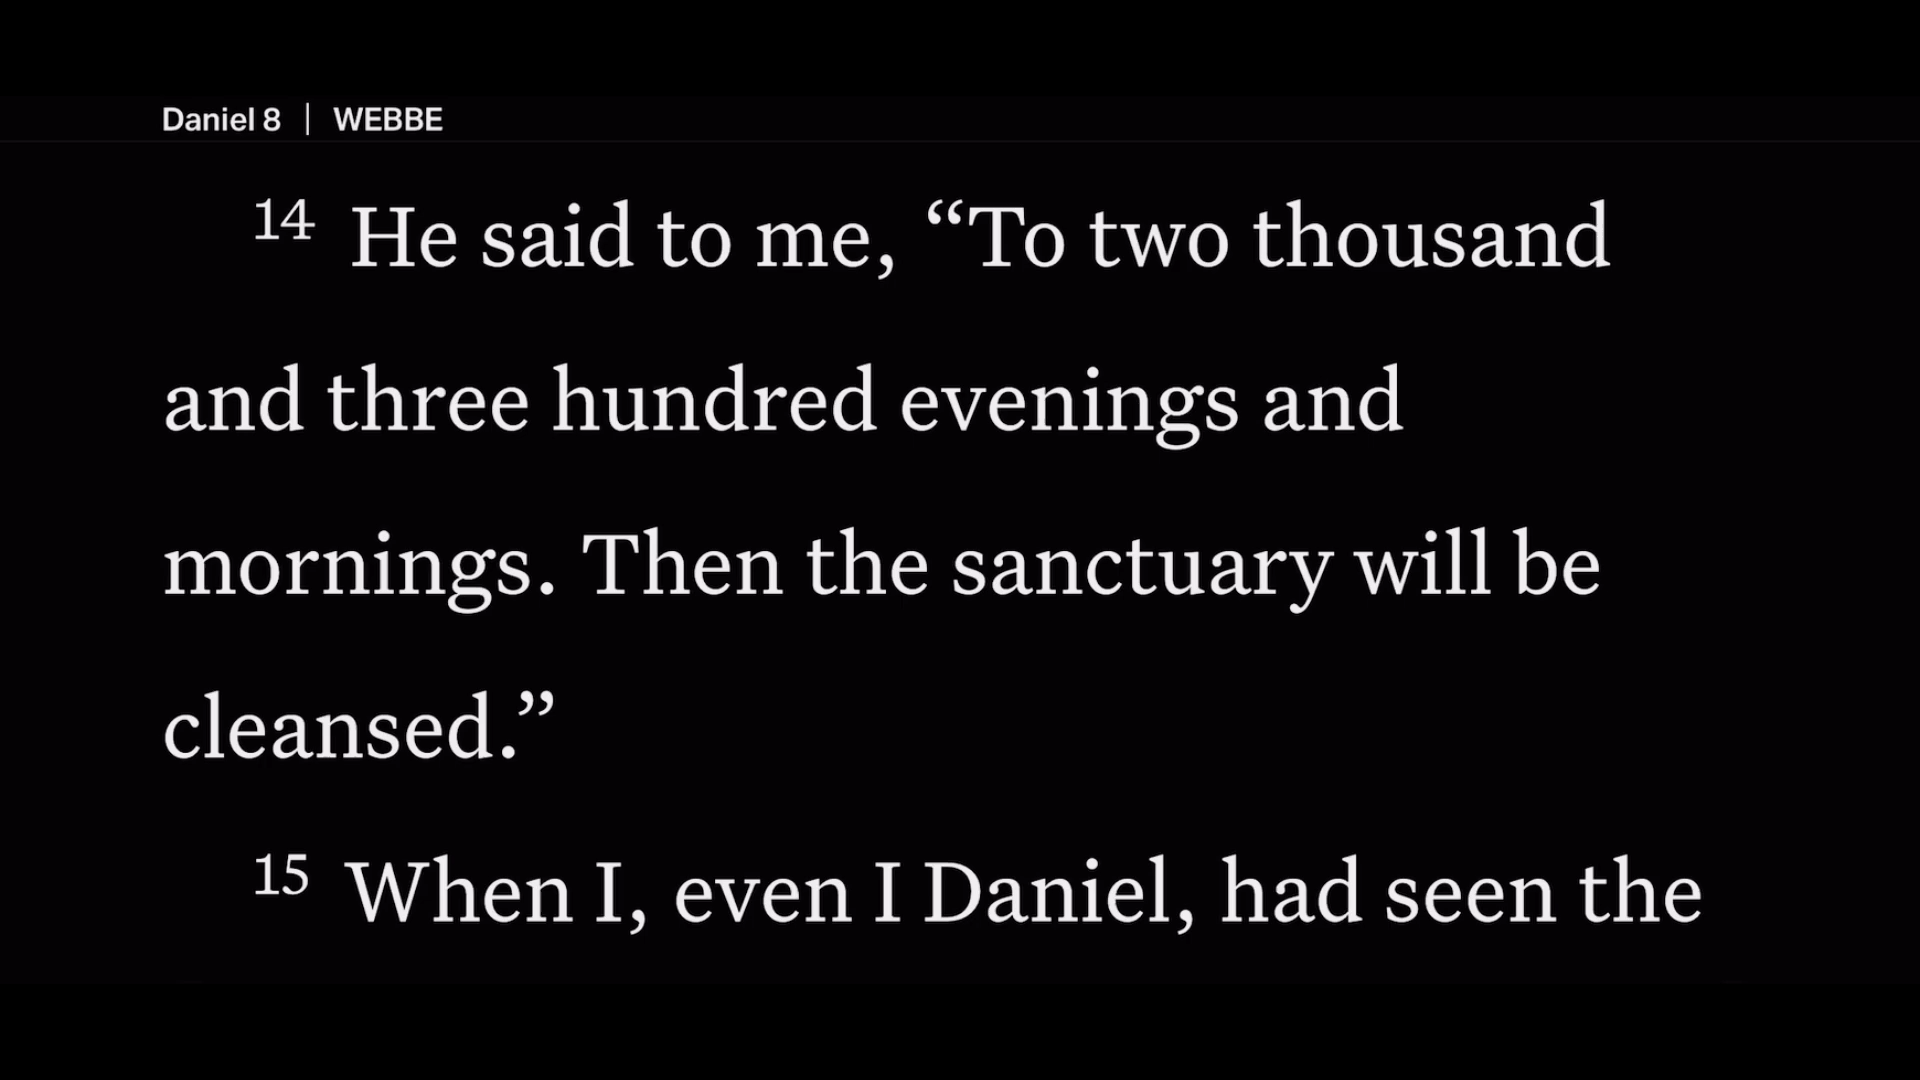 Daniel 8 | WEBBE
14 He said to me, “To two thousand
and three hundred evenings and
mornings. Then the sanctuary will be
cleansed.”
15 When I, even I Daniel, had seen the